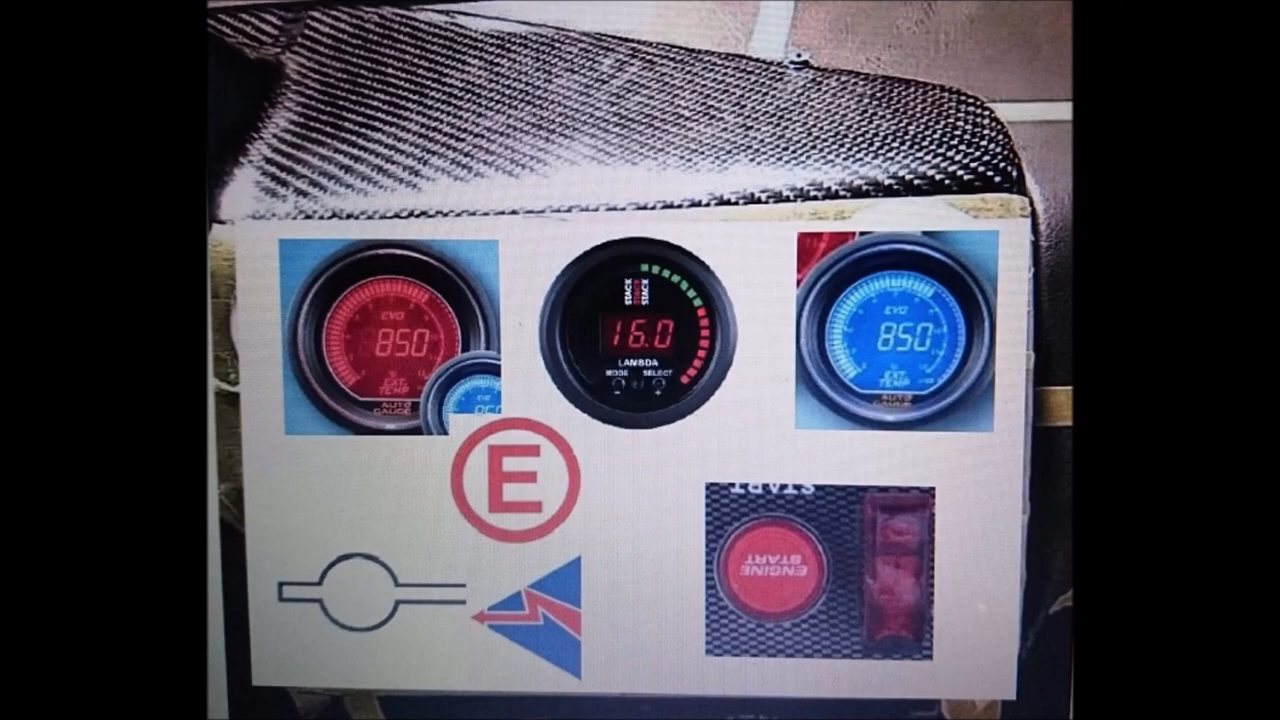 EVO
850
°C
EXT.
TEMP
AUTO
GAUGE
EVO
STACK
STACK
STACK
16.0
LAMBDA
MODE SELECT
- +
EVO
850
°C
EXT.
TEMP
AUTO
GAUGE
E
START
ENGINE
START